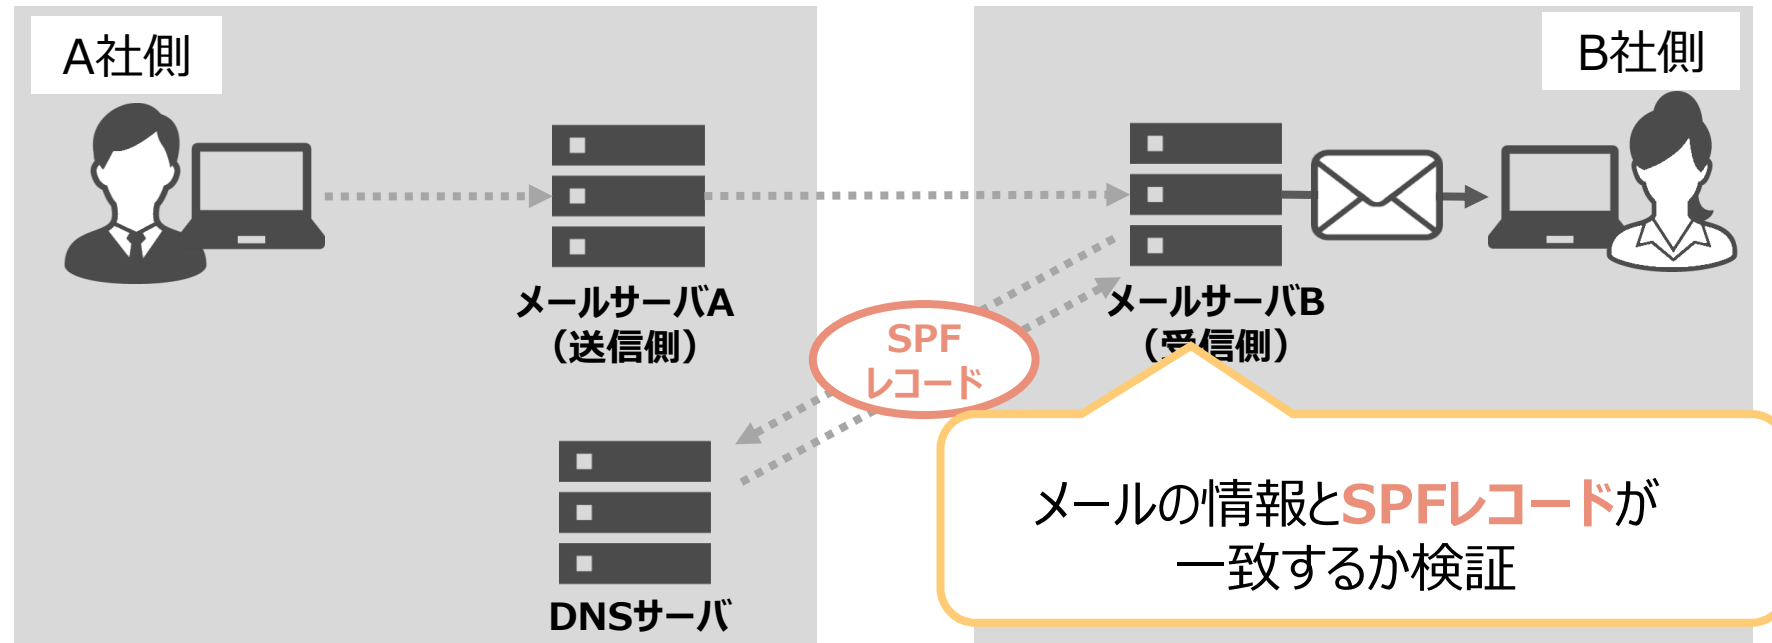 A社側
B社側
メールサーバA
（送信側）
メールサーバB
（受信側）
SPF
レコード
DNSサーバ
メールの情報とSPFレコードが
一致するか検証